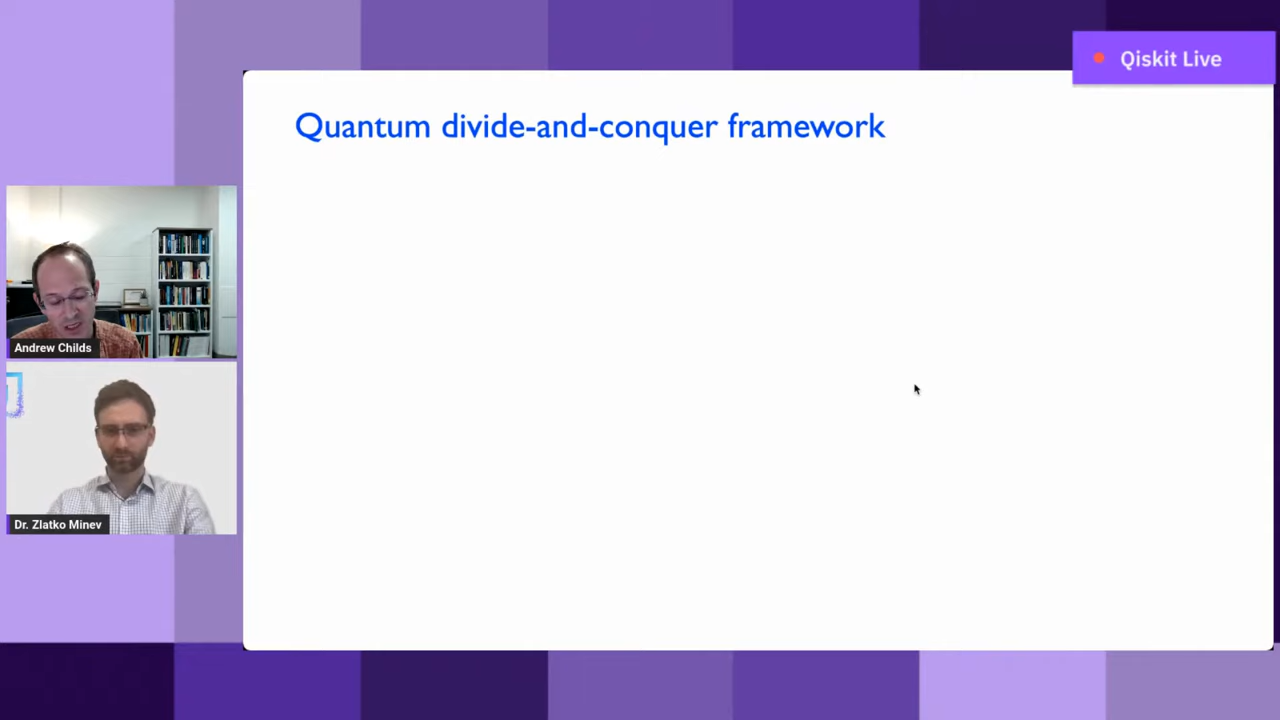 Qiskit Live
Quantum divide-and-conquer framework
Andrew Childs
Dr. Zlatko Minev